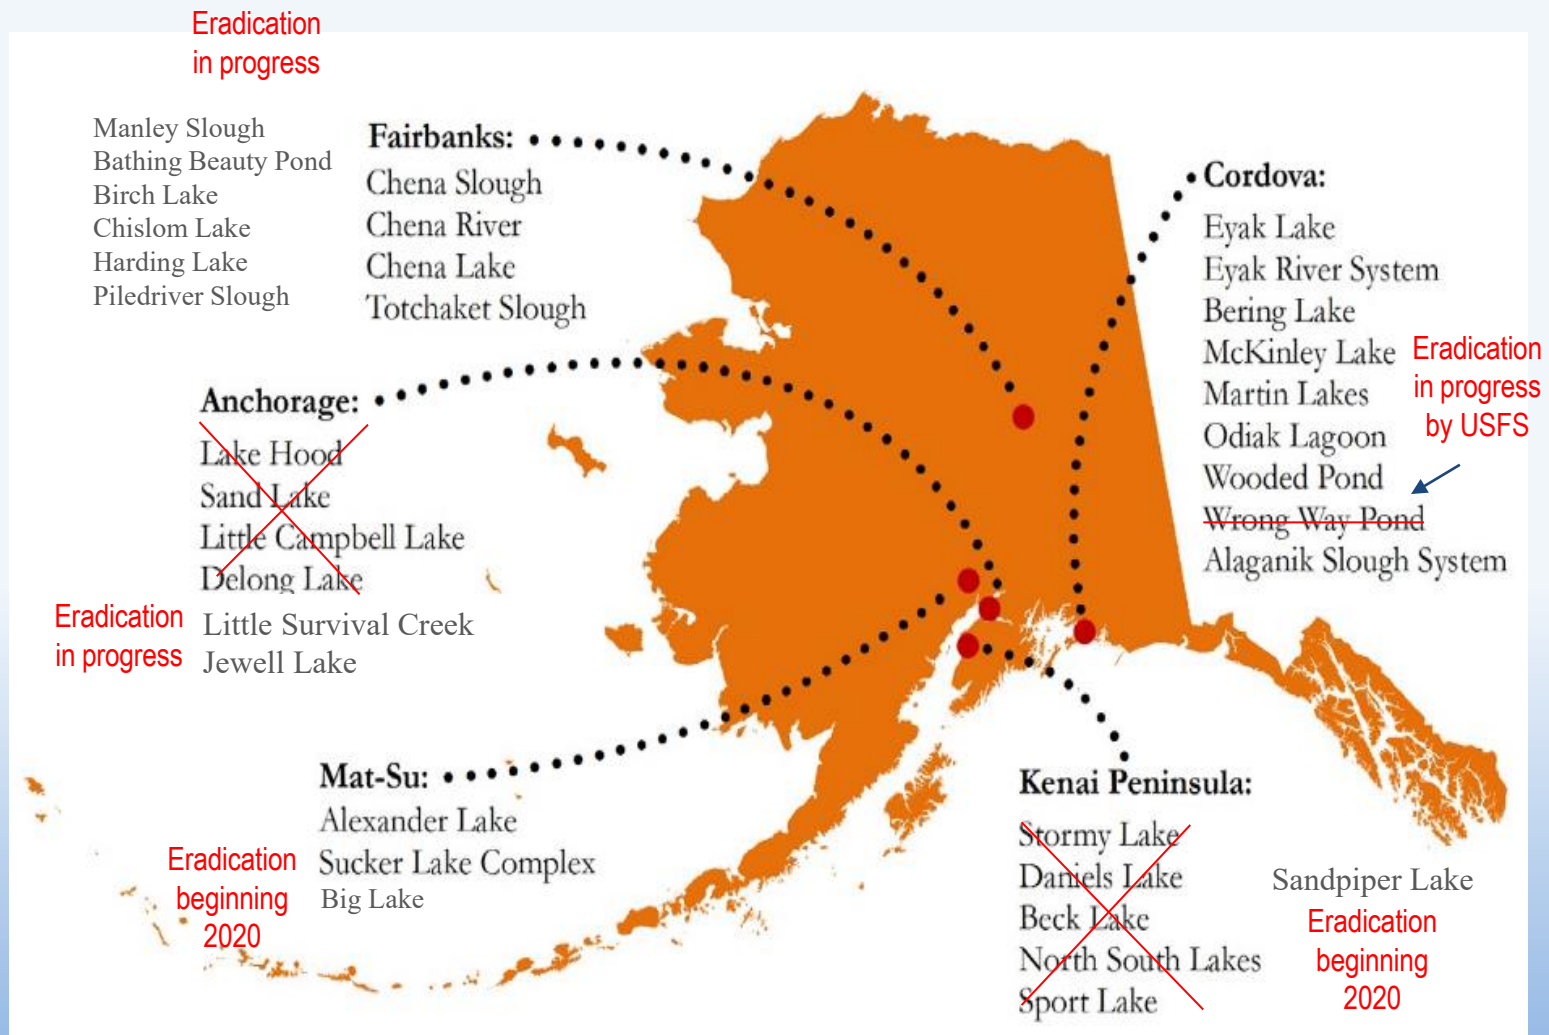 Eradication
in progress
Manley Slough
Bathing Beauty Pond
Birch Lake
Chislom Lake
Harding Lake
Piledriver Slough
Fairbanks:
Chena Slough
Chena River
Chena Lake
Totchaket Slough
Cordova:
Eyak Lake
Eyak River System
Bering Lake
McKinley Lake
Martin Lakes
Odiak Lagoon
Wooded Pond
Wrong Way Pond
Alaganik Slough System
Eradication
in progress
by USFS
Anchorage:
Lake Hood
Sand Lake
Little Campbell Lake
Delong Lake
Little Survival Creek
Jewell Lake
Eradication
in progress
Mat-Su:
Alexander Lake
Sucker Lake Complex
Big Lake
Eradication
beginning
2020
Kenai Peninsula:
Stormy Lake
Daniels Lake
Beck Lake
North South Lakes
Sport Lake
Sandpiper Lake
Eradication
beginning
2020